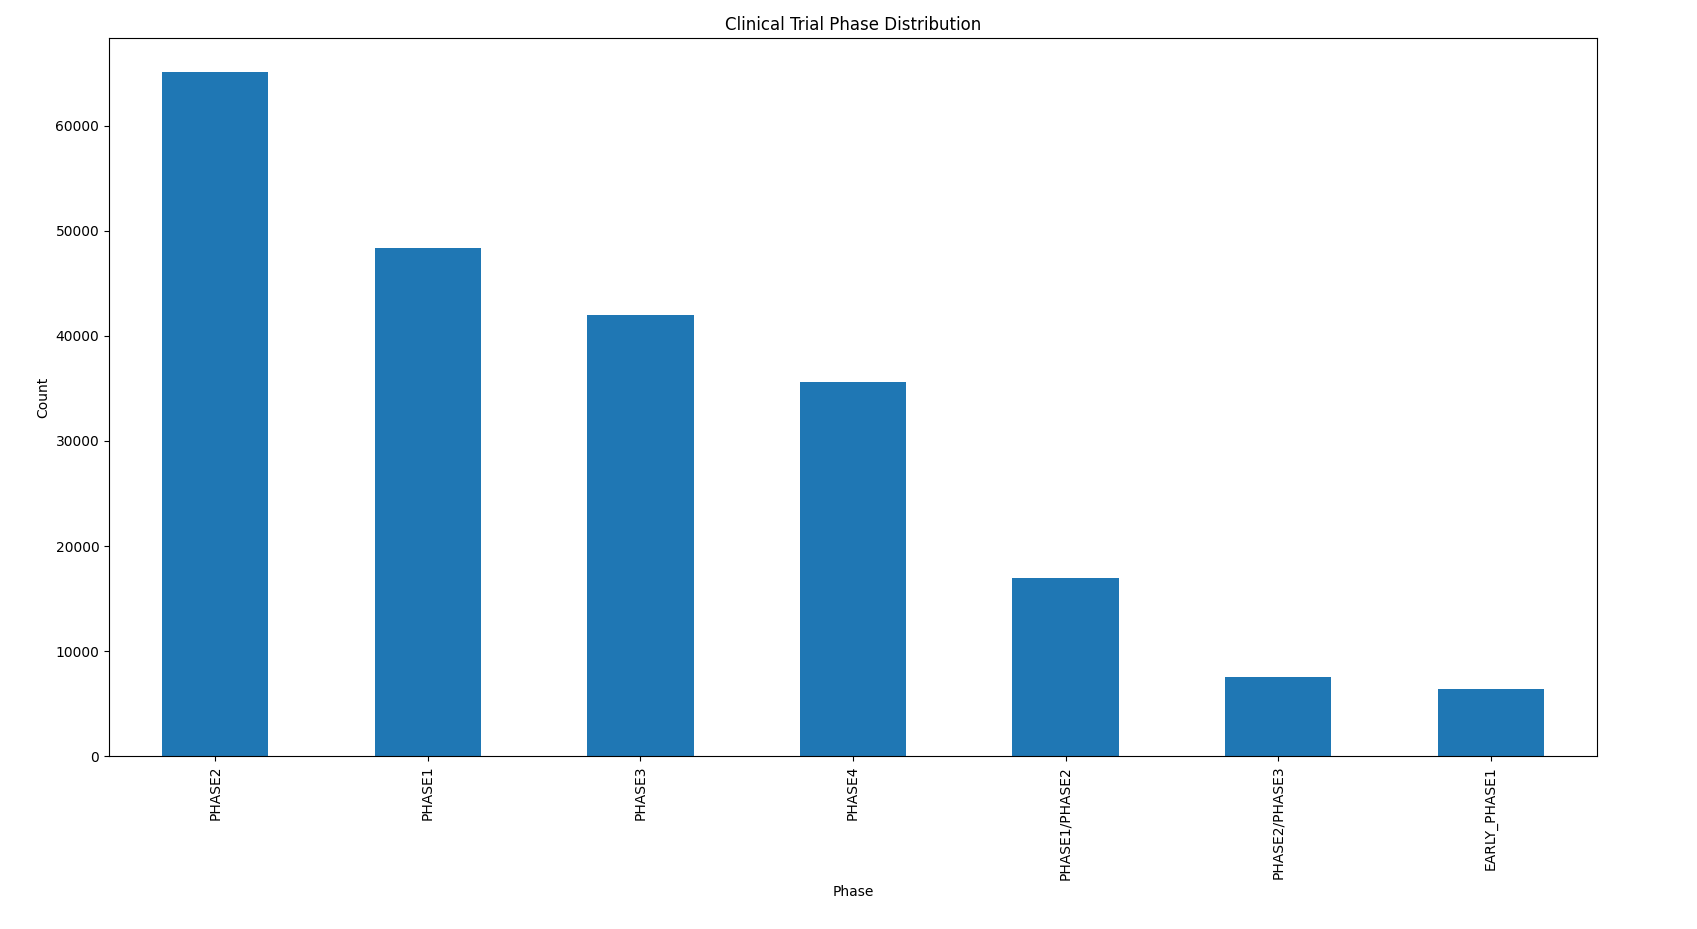 Clinical Trial Phase Distribution
60000
50000
40000
30000
20000
10000
0
Count
PHASE2
PHASE1
PHASE3
PHASE4
PHASE1/PHASE2
PHASE2/PHASE3
EARLY_PHASE1
Phase